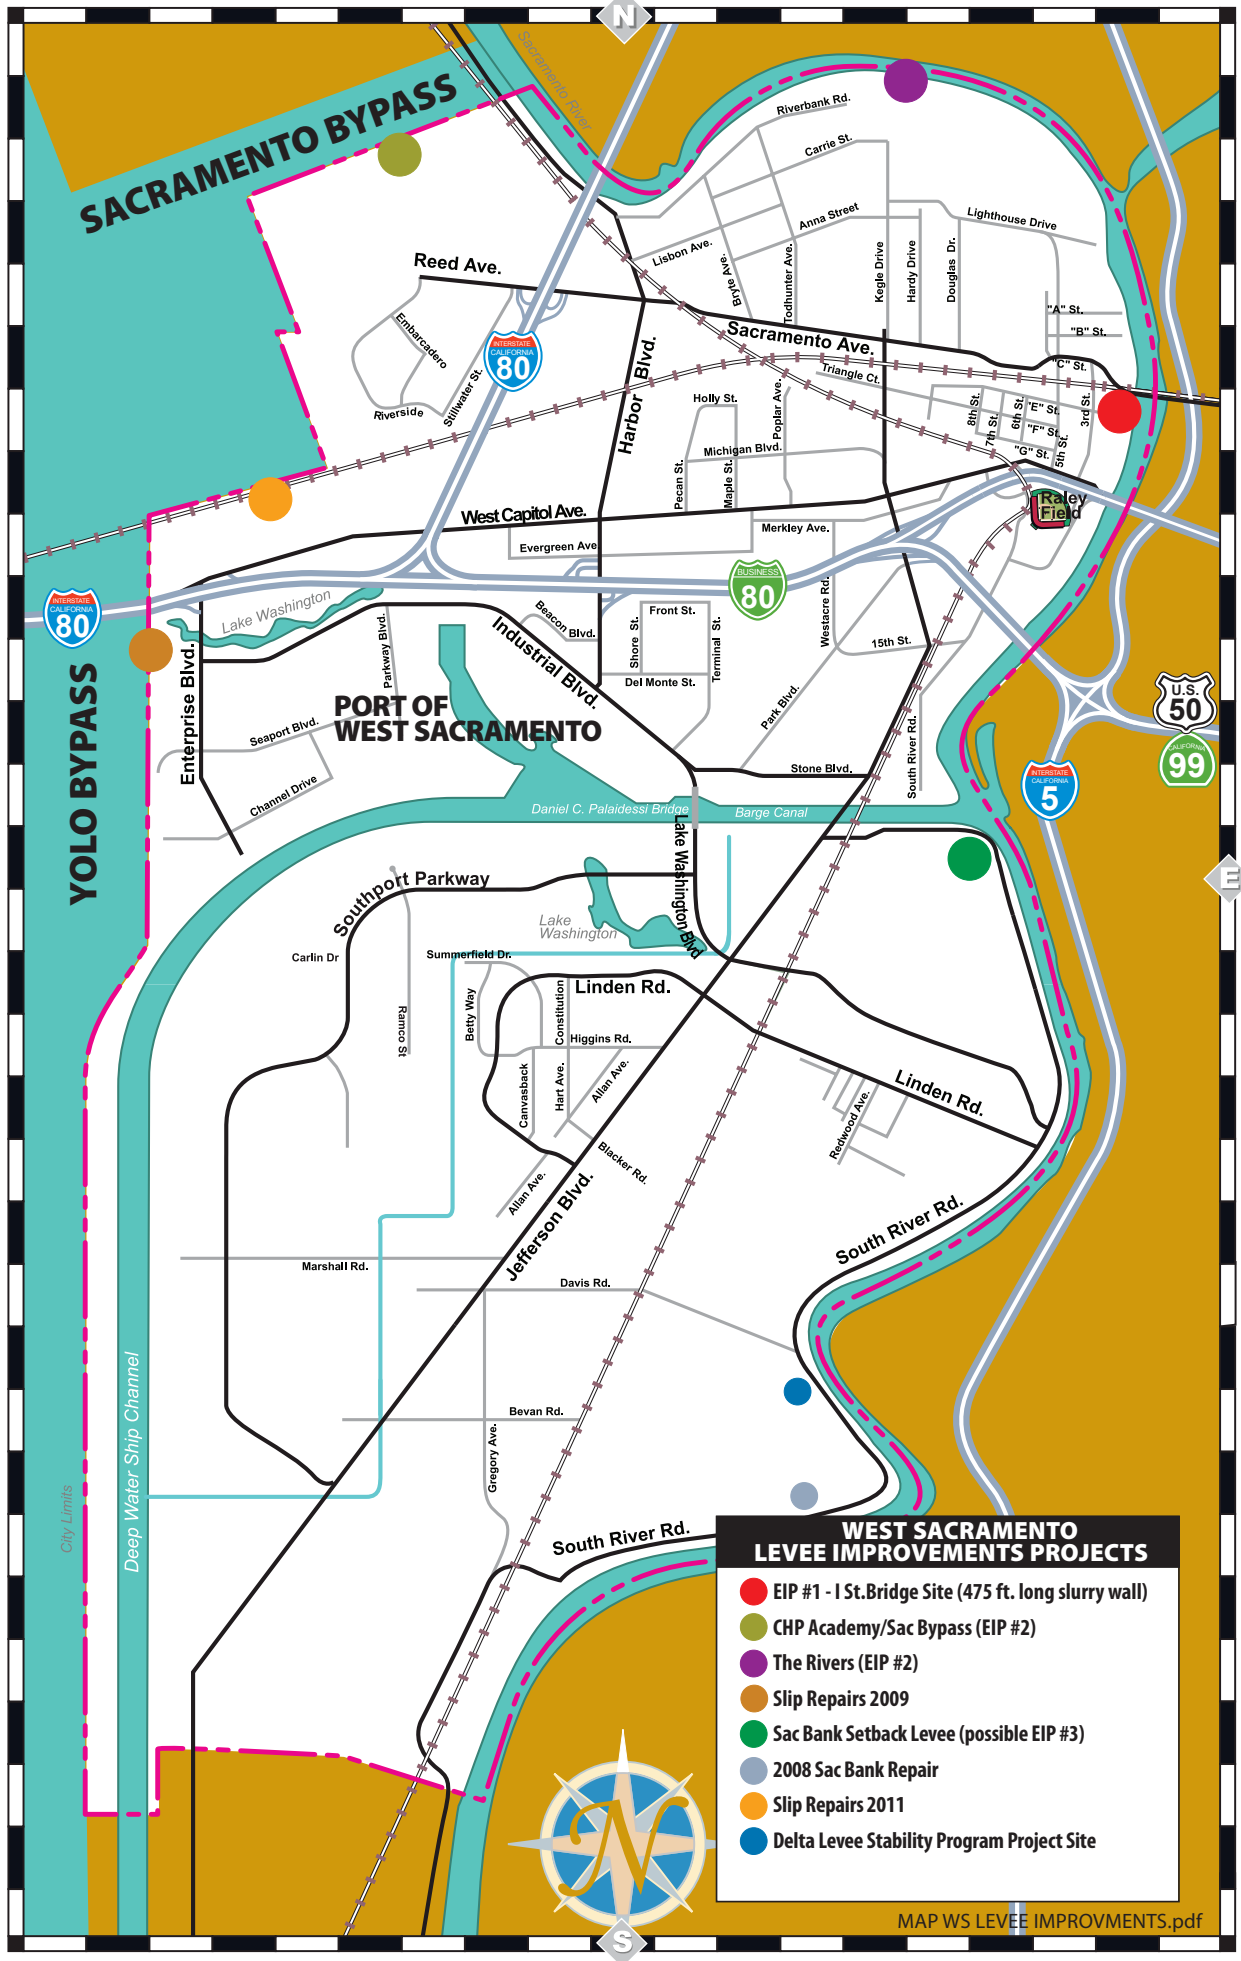 N
Sacramento River
SACRAMENTO BYPASS
Riverbank Rd.
Carrie St.
Anna Street
Lighthouse Drive
Lisbon Ave.
Bryte Ave.
Todhunter Ave.
Kegle Drive
Hardy Drive
Douglas Dr.
Reed Ave.
Embarcadero
Riverside
Stillwater St.
INTERSTATE
CALIFORNIA
80
Harbor Blvd.
Sacramento Ave.
"A" St.
"B" St.
"C" St.
Triangle Ct.
8th St.
7th St.
6th St.
"E" St.
"F" St.
"G" St.
5th St.
3rd St.
Holly St.
Poplar Ave.
Michigan Blvd.
Pecan St.
Maple St.
Raley
Field
West Capitol Ave.
Merkley Ave.
Evergreen Ave.
BUSINESS
80
INTERSTATE
CALIFORNIA
80
Lake Washington
Beacon Blvd.
Front St.
Shore St.
Terminal St.
Del Monte St.
Westacre Rd.
15th St.
Park Blvd.
Industrial Blvd.
Parkway Blvd.
Enterprise Blvd.
YOLO BYPASS
PORT OF
WEST SACRAMENTO
Seaport Blvd.
Channel Drive
Stone Blvd.
South River Rd.
U.S.
50
CALIFORNIA
99
INTERSTATE
CALIFORNIA
5
Daniel C. Palaidessi Bridge
Barge Canal
Lake Washington Blvd
E
Southport Parkway
Lake
Washington
Carlin Dr
Summerfield Dr.
Ramco St
Betty Way
Constitution
Linden Rd.
Higgins Rd.
Canvasback
Hart Ave.
Allan Ave.
Blacker Rd.
Allan Ave.
Redwood Ave.
Linden Rd.
South River Rd.
Jefferson Blvd.
Marshall Rd.
Davis Rd.
Bevan Rd.
Gregory Ave.
Deep Water Ship Channel
City Limits
South River Rd.
WEST SACRAMENTO
LEVEE IMPROVEMENTS PROJECTS
EIP #1 - I St.Bridge Site (475 ft. long slurry wall)
CHP Academy/Sac Bypass (EIP #2)
The Rivers (EIP #2)
Slip Repairs 2009
Sac Bank Setback Levee (possible EIP #3)
2008 Sac Bank Repair
Slip Repairs 2011
Delta Levee Stability Program Project Site
N
MAP WS LEVEE IMPROVMENTS.pdf
S